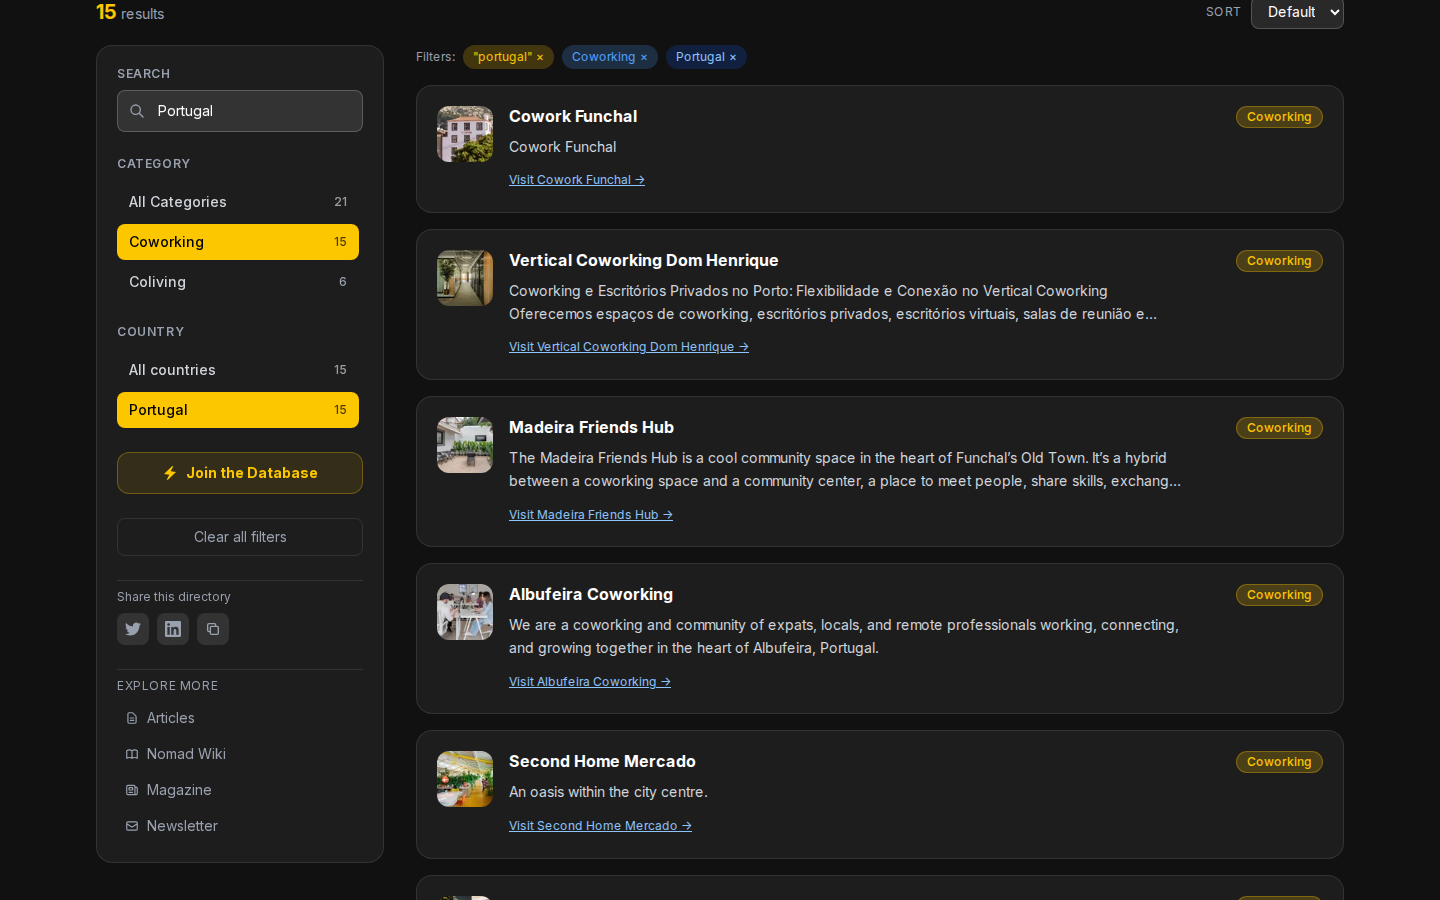 15 results
SORT
Default
SEARCH
Portugal
CATEGORY
All Categories 21
Coworking 15
Coliving 6
COUNTRY
All countries 15
Portugal 15
Join the Database
Clear all filters
Share this directory
EXPLORE MORE
Articles
Nomad Wiki
Magazine
Newsletter
Filters: "portugal" × Coworking × Portugal ×
Cowork Funchal
Coworking
Cowork Funchal
Visit Cowork Funchal →
Vertical Coworking Dom Henrique
Coworking
Coworking e Escritórios Privados no Porto: Flexibilidade e Conexão no Vertical Coworking
Oferecemos espaços de coworking, escritórios privados, escritórios virtuais, salas de reunião e...
Visit Vertical Coworking Dom Henrique →
Madeira Friends Hub
Coworking
The Madeira Friends Hub is a cool community space in the heart of Funchal’s Old Town. It’s a hybrid
between a coworking space and a community center, a place to meet people, share skills, exchang...
Visit Madeira Friends Hub →
Albufeira Coworking
Coworking
We are a coworking and community of expats, locals, and remote professionals working, connecting,
and growing together in the heart of Albufeira, Portugal.
Visit Albufeira Coworking →
Second Home Mercado
Coworking
An oasis within the city centre.
Visit Second Home Mercado →